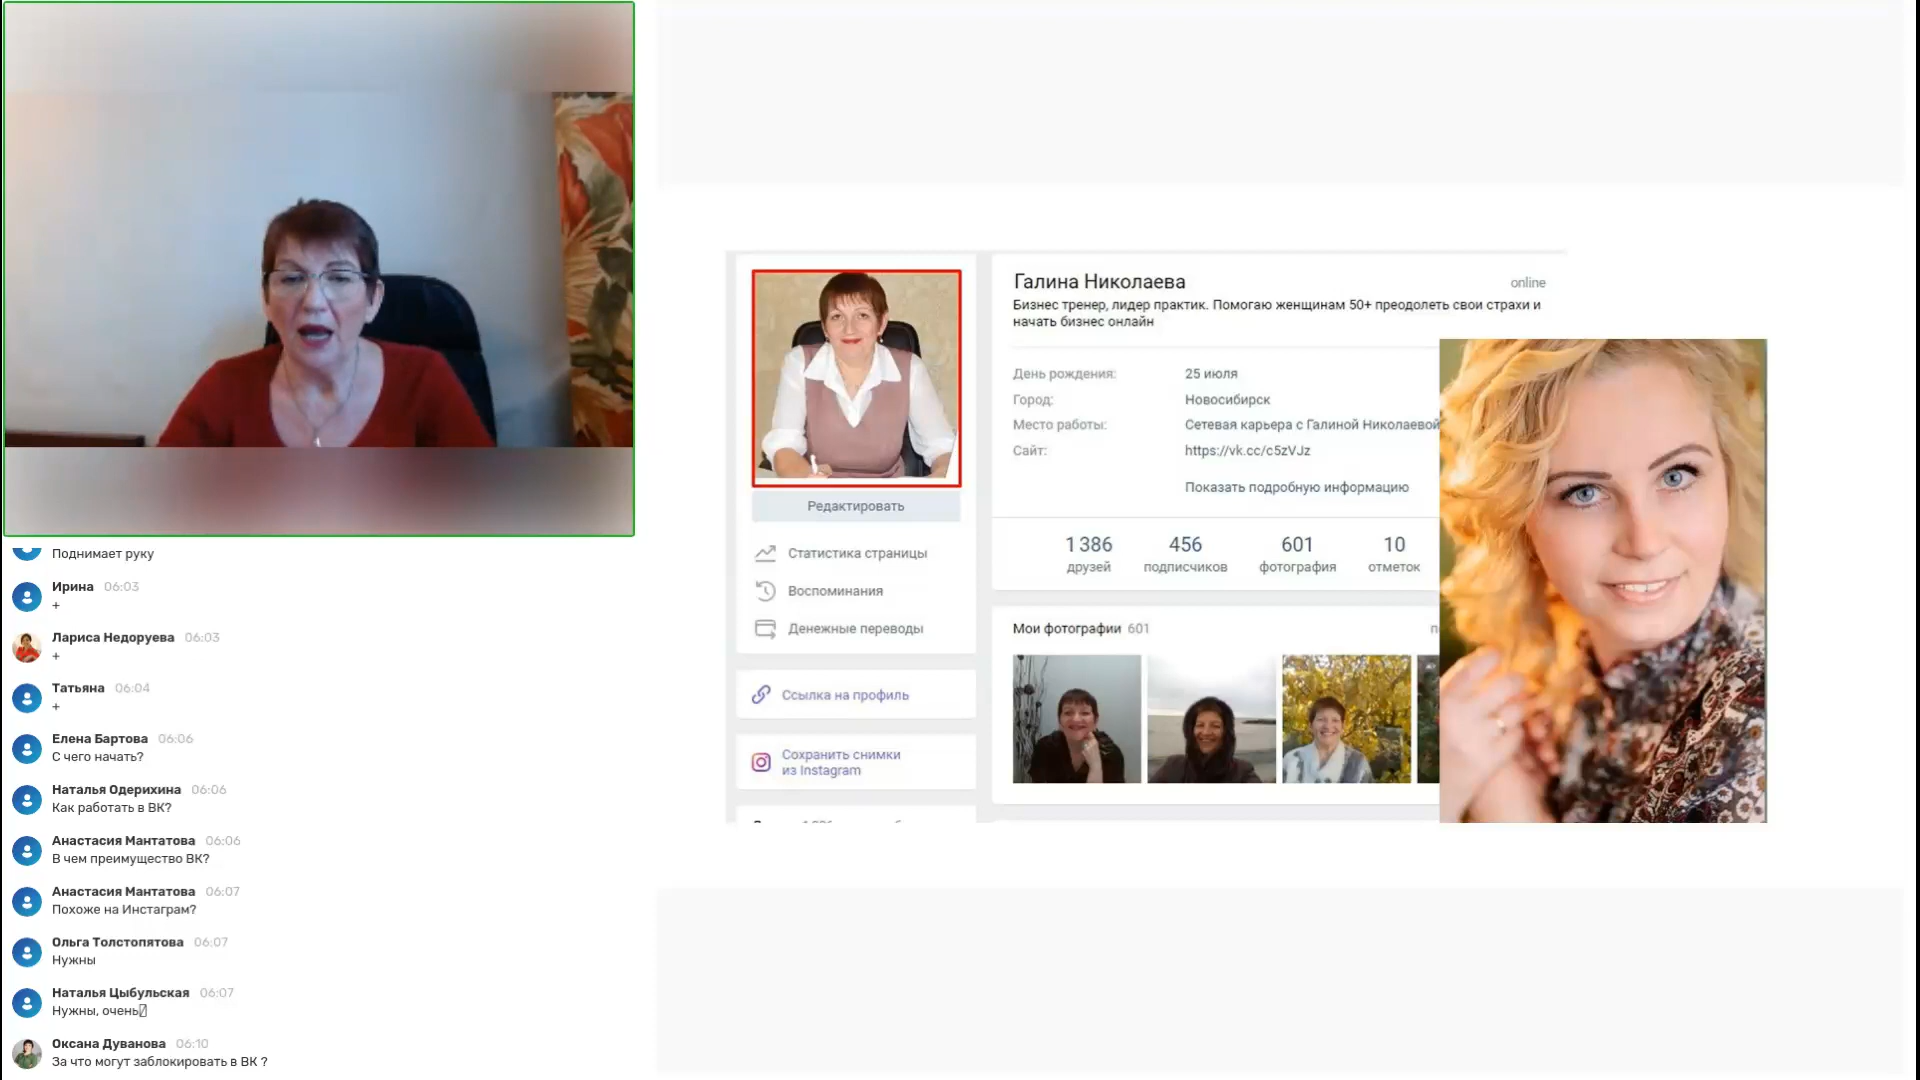 Поднимает руку
Ирина 06:03
+
Лариса Недоруева 06:03
+
Татьяна 06:04
+
Елена Бартова 06:06
С чего начать?
Наталья Одерихина 06:06
Как работать в ВК?
Анастасия Мантатова 06:06
В чем преимущество ВК?
Анастасия Мантатова 06:07
Похоже на Инстаграм?
Ольга Толстопятова 06:07
Нужны
Наталья Цыбульская 06:07
Нужны, очень
Оксана Дуванова 06:10
За что могут заблокировать в ВК ?
Редактировать
Статистика страницы
Воспоминания
Денежные переводы
Ссылка на профиль
Сохранить снимки
из Instagram
Галина Николаева online
Бизнес тренер, лидер практик. Помогаю женщинам 50+ преодолеть свои страхи и
начать бизнес онлайн
День рождения: 25 июля
Город: Новосибирск
Место работы: Сетевая карьера с Галиной Николаевой
Сайт: https://vk.cc/c5zVJz
Показать подробную информацию
1 386 456 601 10
друзей подписчиков фотография отметок
Мои фотографии 601